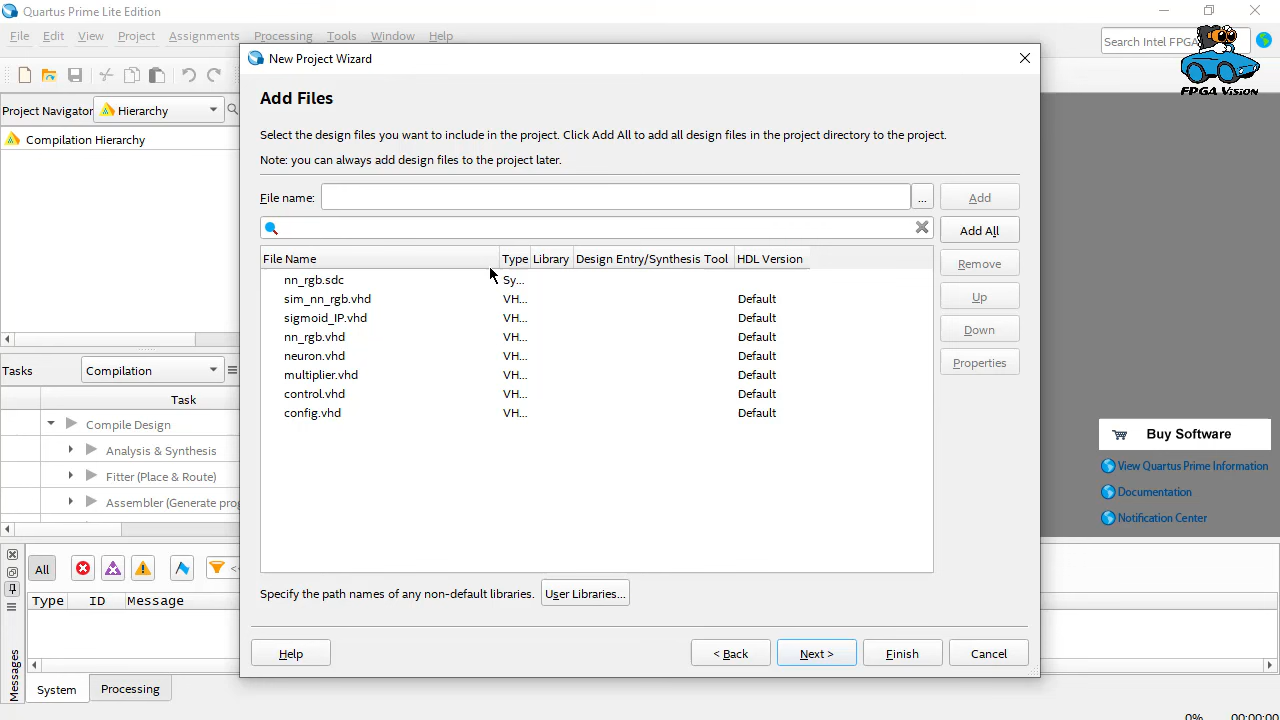 Quartus Prime Lite Edition
File Edit View Project Assignments Processing Tools Window Help
Search Intel FPGA
FPGA Vision
Project Navigator Hierarchy
Compilation Hierarchy
Tasks Compilation
Task
Compile Design
Analysis & Synthesis
Fitter (Place & Route)
Assembler (Generate prog
All
<<
Type ID Message
Messages
System Processing
New Project Wizard
Add Files
Select the design files you want to include in the project. Click Add All to add all design files in the project directory to the project.
Note: you can always add design files to the project later.
File name: ... Add
Add All
File Name Type Library Design Entry/Synthesis Tool HDL Version
Remove
nn_rgb.sdc Sy...
sim_nn_rgb.vhd VH... Default
Up
sigmoid_IP.vhd VH... Default
Down
nn_rgb.vhd VH... Default
neuron.vhd VH... Default
Properties
multiplier.vhd VH... Default
control.vhd VH... Default
config.vhd VH... Default
Specify the path names of any non-default libraries. User Libraries...
Help < Back Next > Finish Cancel
Buy Software
View Quartus Prime Information
Documentation
Notification Center
0% 00:00:00